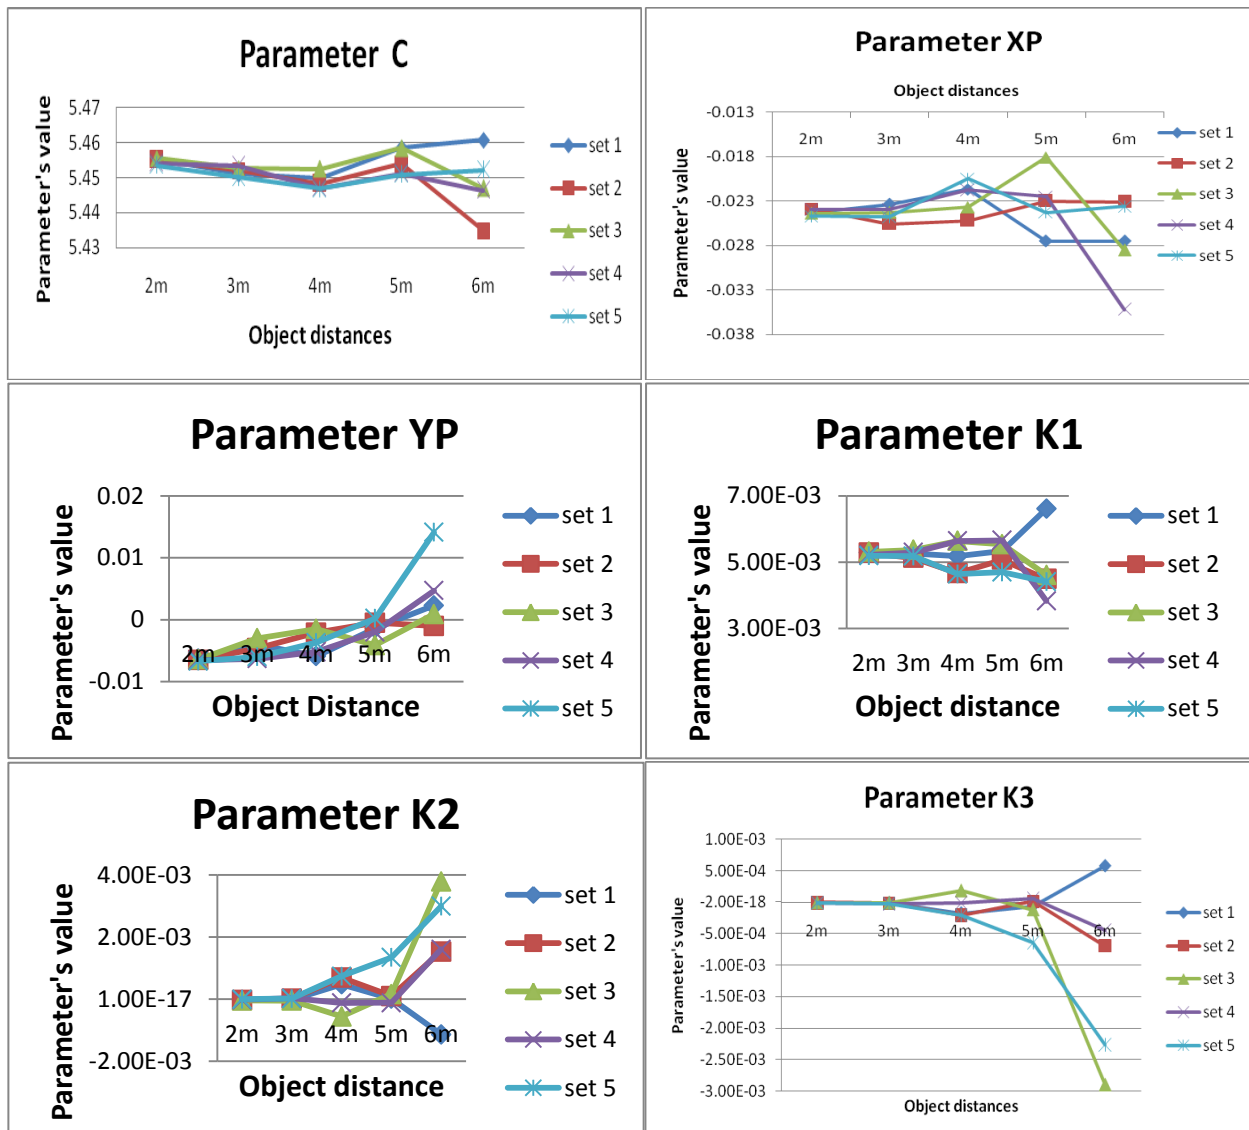 Parameter C
Parameter's value
5.47
5.46
5.45
5.44
5.43
2m 3m 4m 5m 6m
Object distances
set 1
set 2
set 3
set 4
set 5
Parameter XP
Object distances
Parameter's value
-0.013
-0.018
-0.023
-0.028
-0.033
-0.038
2m 3m 4m 5m 6m
set 1
set 2
set 3
set 4
set 5
Parameter YP
Parameter's value
0.02
0.01
0
-0.01
2m 3m 4m 5m 6m
Object Distance
set 1
set 2
set 3
set 4
set 5
Parameter K1
Parameter's value
7.00E-03
5.00E-03
3.00E-03
2m 3m 4m 5m 6m
Object distance
set 1
set 2
set 3
set 4
set 5
Parameter K2
Parameter's value
4.00E-03
2.00E-03
1.00E-17
-2.00E-03
2m 3m 4m 5m 6m
Object distance
set 1
set 2
set 3
set 4
set 5
Parameter K3
Parameter's value
1.00E-03
5.00E-04
-2.00E-18
-5.00E-04
-1.00E-03
-1.50E-03
-2.00E-03
-2.50E-03
-3.00E-03
2m 3m 4m 5m 6m
Object distances
set 1
set 2
set 3
set 4
set 5